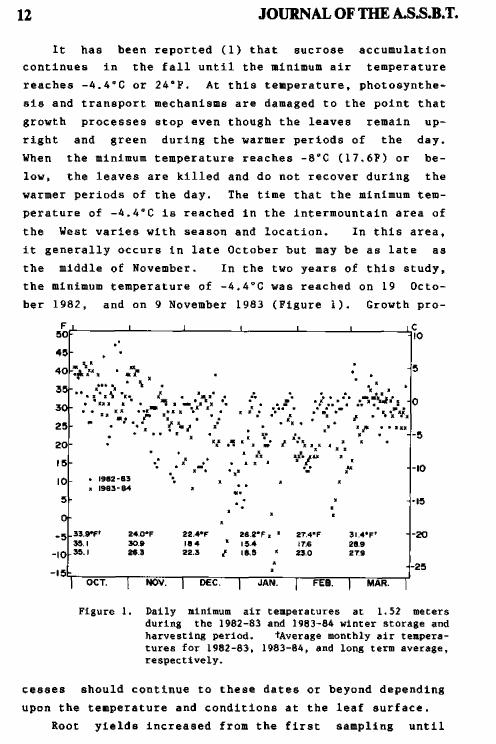 12
JOURNAL OF THE A.S.S.B.T.
It has been reported (1) that sucrose accumulation
continues in the fall until the minimum air temperature
reaches -4.4°C or 24°F. At this temperature, photosynthe-
sis and transport mechanisms are damaged to the point that
growth processes stop even though the leaves remain up-
right and green during the warmer periods of the day.
When the minimum temperature reaches -8°C (17.6F) or be-
low, the leaves are killed and do not recover during the
warmer periods of the day. The time that the minimum tem-
perature of -4.4°C is reached in the intermountain area of
the West varies with season and location. In this area,
it generally occurs in late October but may be as late as
the middle of November. In the two years of this study,
the minimum temperature of -4.4°C was reached on 19 Octo-
ber 1982, and on 9 November 1983 (Figure 1). Growth pro-
F C
50 10
45
40 5
35
30 0
25
-5
20
15
-10
10
• 1982-83
x 1983-84
5 -15
0
-5 33.9°F† 24.0°F 22.4°F 26.2°F 27.4°F 31.4°F† -20
35.1 30.9 18.4 15.4 17.6 28.9
-10 35.1 26.3 22.3 18.5 23.0 27.9
-25
-15
OCT. NOV. DEC. JAN. FEB. MAR.
Figure 1. Daily minimum air temperatures at 1.52 meters
during the 1982-83 and 1983-84 winter storage and
harvesting period. †Average monthly air tempera-
tures for 1982-83, 1983-84, and long term average,
respectively.
cesses should continue to these dates or beyond depending
upon the temperature and conditions at the leaf surface.
Root yields increased from the first sampling until